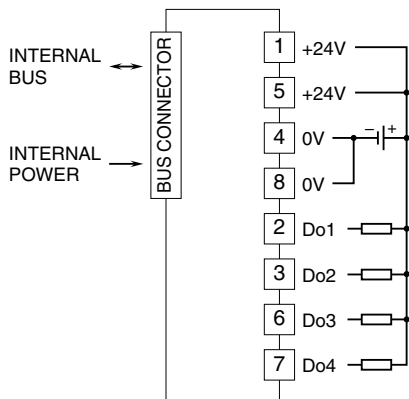 INTERNAL
BUS
INTERNAL
POWER
BUS CONNECTOR
1 +24V
5 +24V
4 0V − +
8 0V
2 Do1
3 Do2
6 Do3
7 Do4